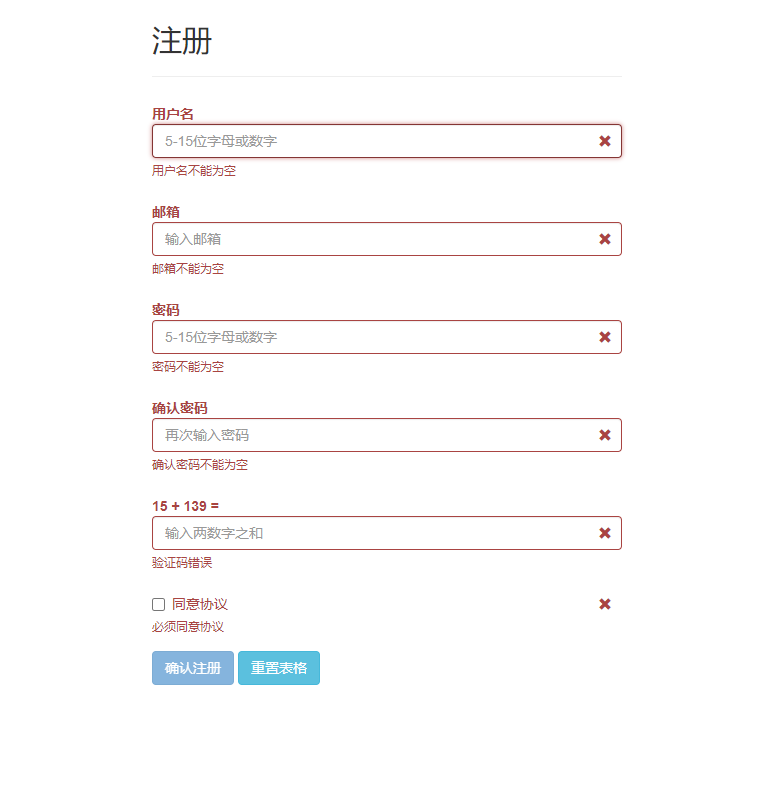 注册
用户名
5-15位字母或数字
用户名不能为空
邮箱
输入邮箱
邮箱不能为空
密码
5-15位字母或数字
密码不能为空
确认密码
再次输入密码
确认密码不能为空
15 + 139 =
输入两数字之和
验证码错误
同意协议
必须同意协议
确认注册 重置表格